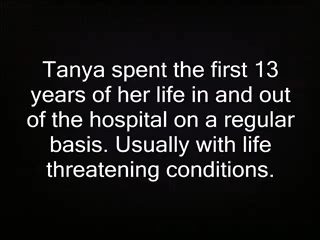 Tanya spent the first 13
years of her life in and out
of the hospital on a regular
basis. Usually with life
threatening conditions.